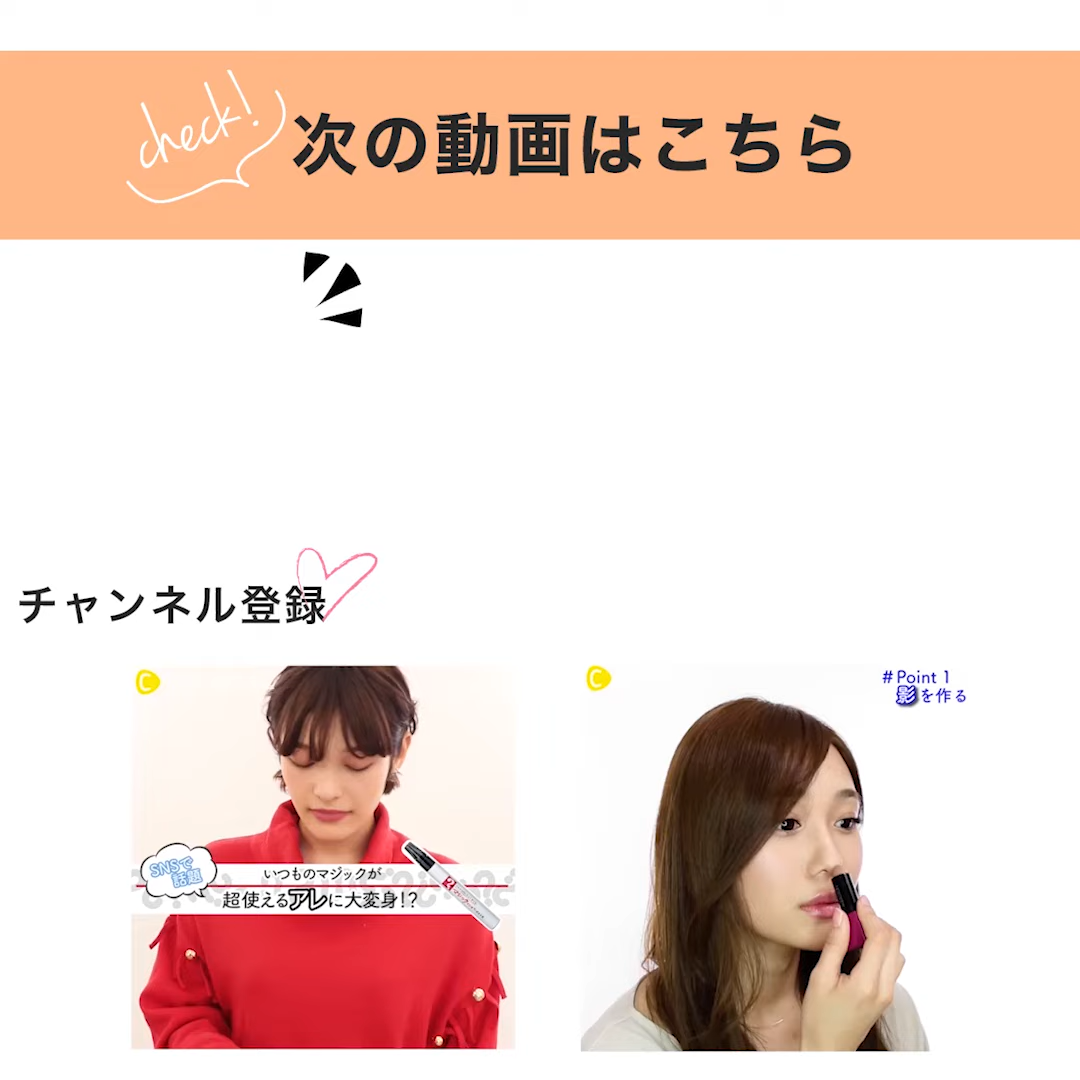 check!
次の動画はこちら
チャンネル登録
C
SNSで
話題
いつものマジックが
超使えるアレに大変身!?
C
#Point 1
影を作る